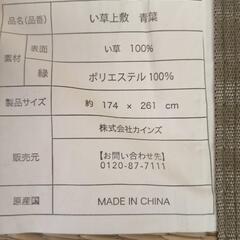 品名(品番) い草上敷 青葉
素材 表面 い草 100%
縁 ポリエステル 100%
製品サイズ 約 174 × 261 cm
販売元 株式会社カインズ
【お問い合わせ先】
0120-87-7111
原産国 MADE IN CHINA